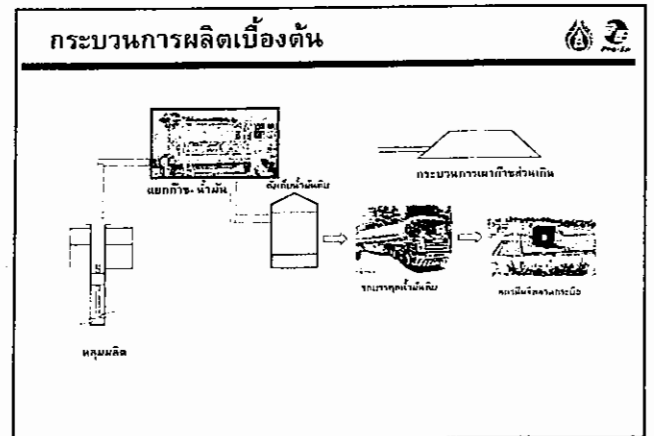 กระบวนการผลิตเบื้องต้น
แยกก๊าซ- น้ำมัน
ถังเก็บน้ำมันดิบ
กระบวนการเผาก๊าซส่วนเกิน
รถบรรทุกน้ำมันดิบ
หลุมผลิต